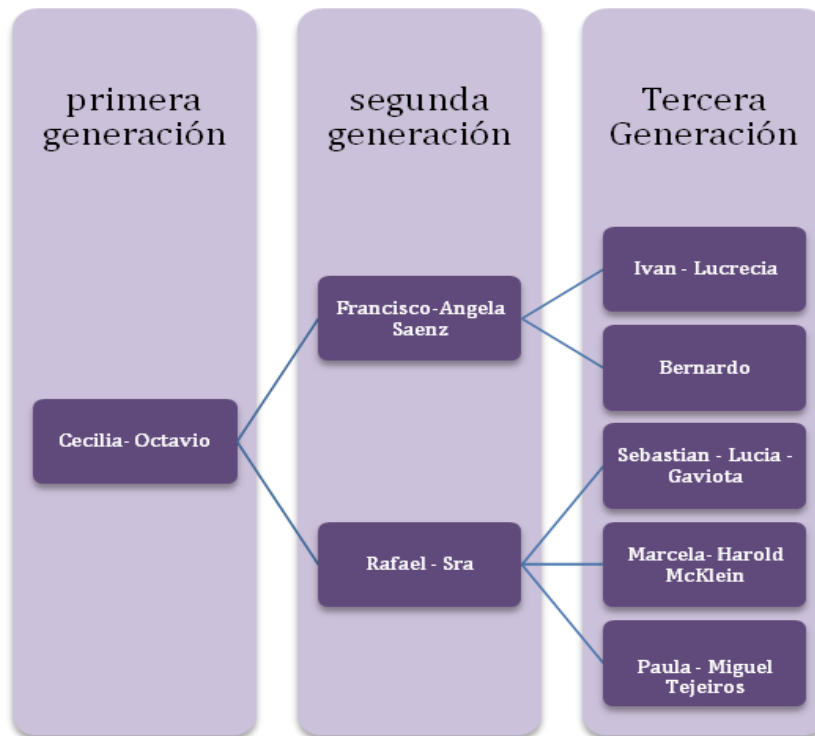 primera
generación
Cecilia- Octavio
segunda
generación
Francisco-Angela
Saenz
Rafael - Sra
Tercera
Generación
Ivan - Lucrecia
Bernardo
Sebastian - Lucia -
Gaviota
Marcela- Harold
McKlein
Paula - Miguel
Tejeiros